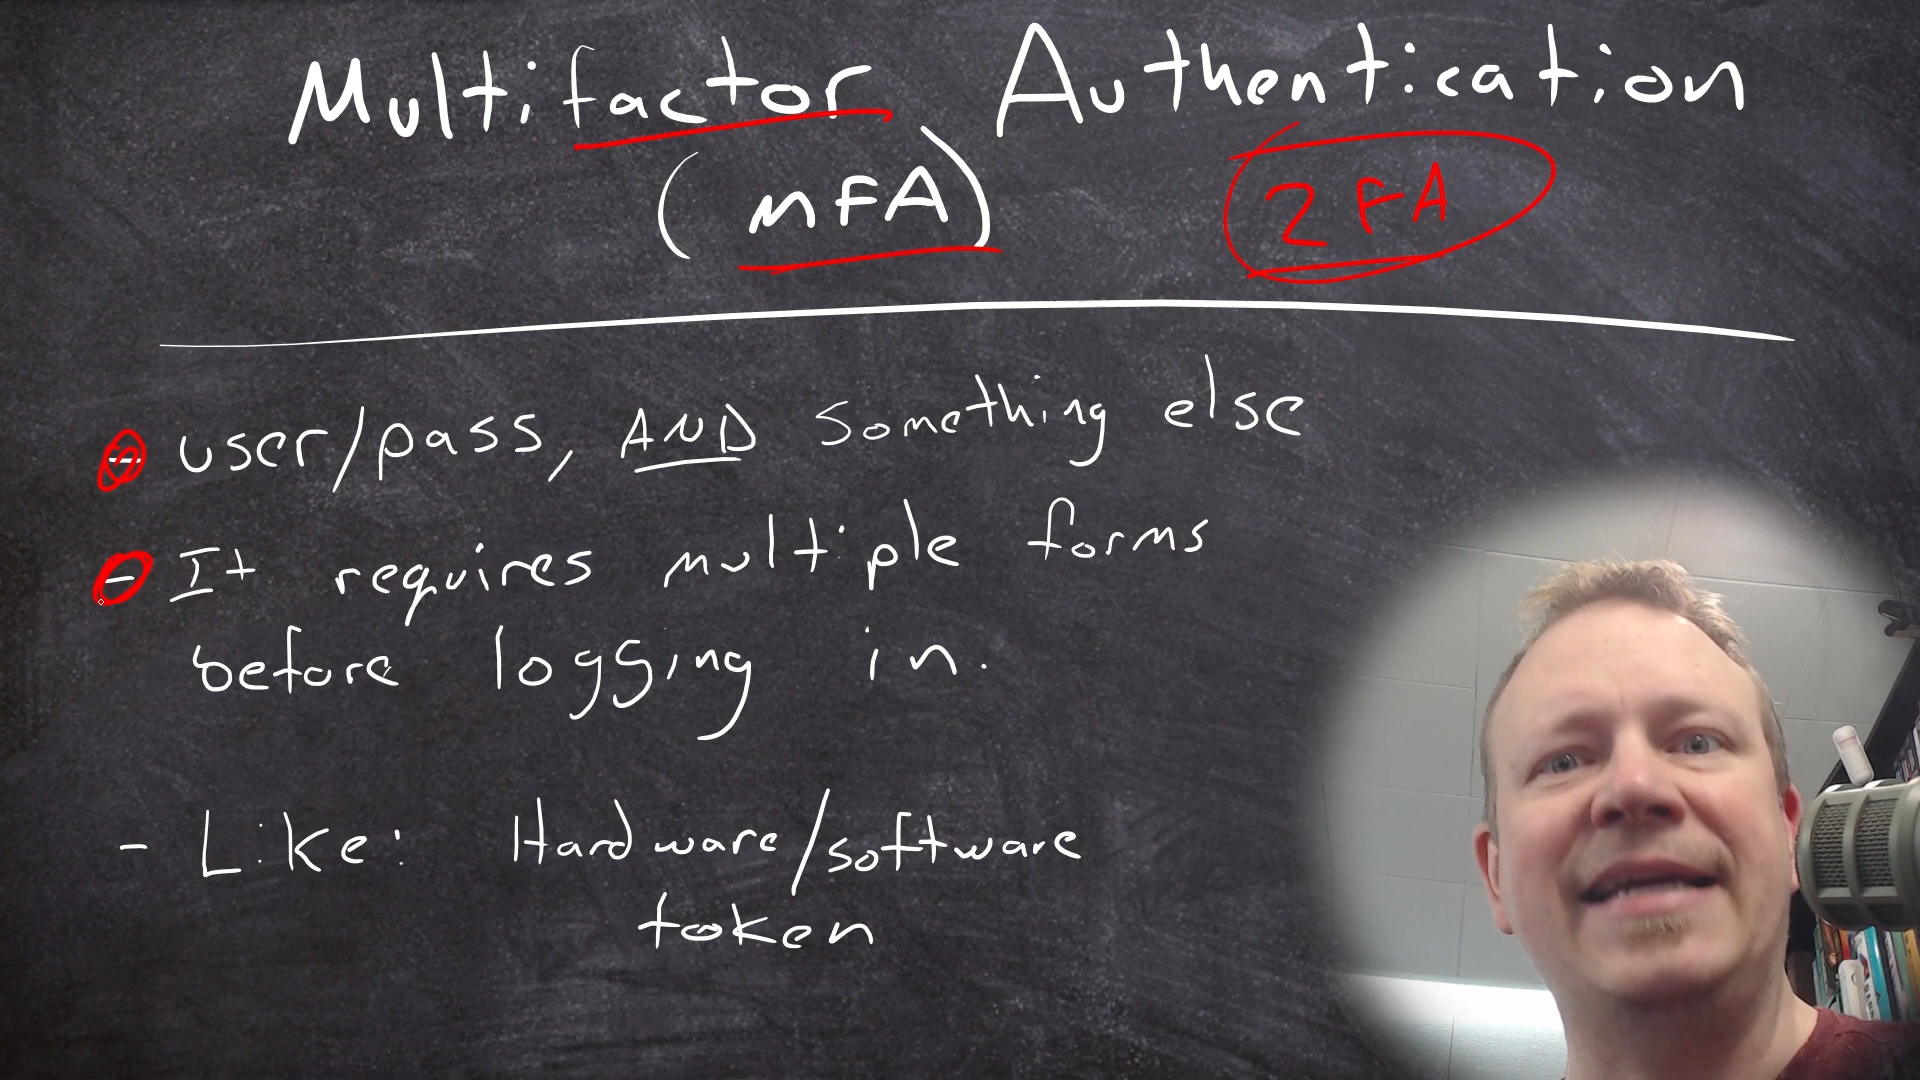 Multifactor Authentication
(MFA) 2FA
- user/pass, AND something else
- It requires multiple forms
before logging in.
- Like: Hardware/software
token